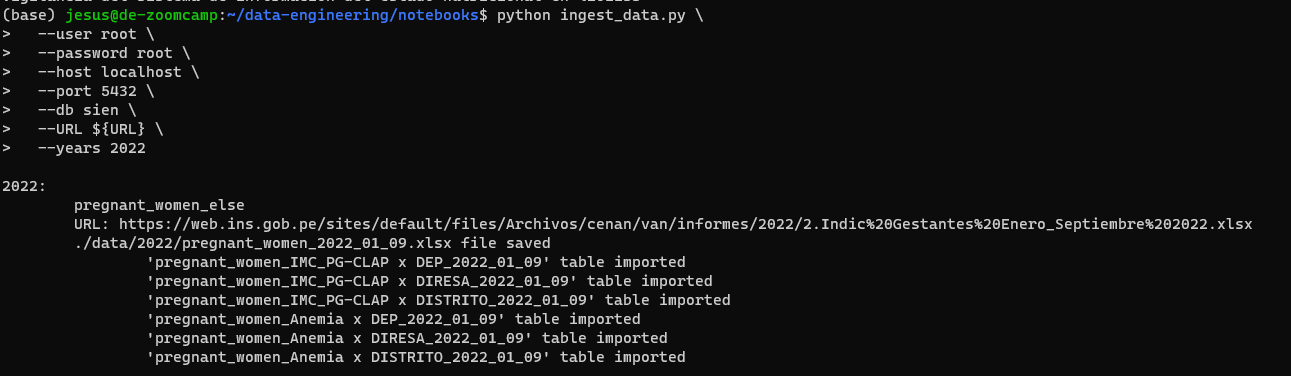 (base) jesus@de-zoomcamp:~/data-engineering/notebooks$ python ingest_data.py \
>   --user root \
>   --password root \
>   --host localhost \
>   --port 5432 \
>   --db sien \
>   --URL ${URL} \
>   --years 2022
2022:
pregnant_women_else
URL: https://web.ins.gob.pe/sites/default/files/Archivos/cenan/van/informes/2022/2.Indic%20Gestantes%20Enero_Septiembre%202022.xlsx
./data/2022/pregnant_women_2022_01_09.xlsx file saved
'pregnant_women_IMC_PG-CLAP x DEP_2022_01_09' table imported
'pregnant_women_IMC_PG-CLAP x DIRESA_2022_01_09' table imported
'pregnant_women_IMC_PG-CLAP x DISTRITO_2022_01_09' table imported
'pregnant_women_Anemia x DEP_2022_01_09' table imported
'pregnant_women_Anemia x DIRESA_2022_01_09' table imported
'pregnant_women_Anemia x DISTRITO_2022_01_09' table imported